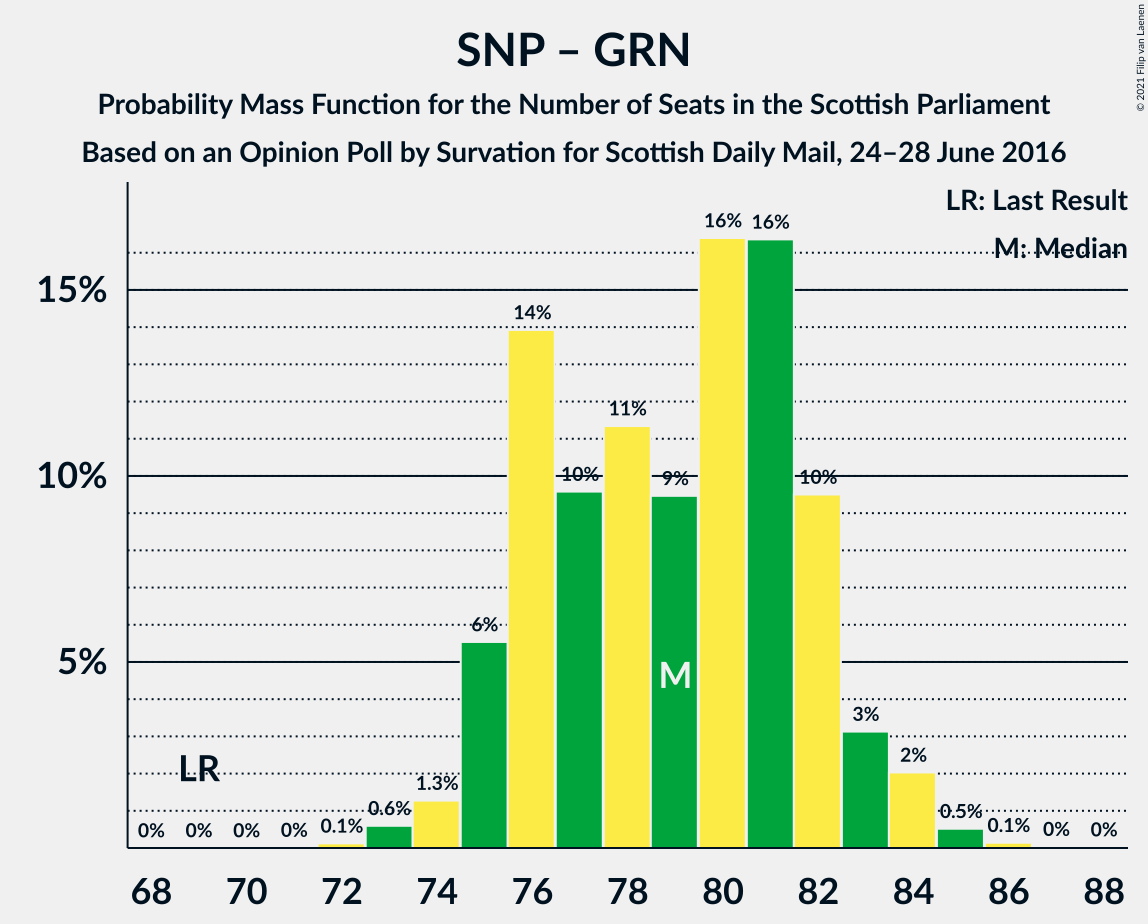 SNP – GRN
Probability Mass Function for the Number of Seats in the Scottish Parliament
Based on an Opinion Poll by Survation for Scottish Daily Mail, 24–28 June 2016
© 2021 Filip van Laenen
LR: Last Result
M: Median
15%
10%
5%
0% 0% 0% 0% 0.1% 0.6% 1.3% 6% 14% 10% 11% 9% 16% 16% 10% 3% 2% 0.5% 0.1% 0% 0%
LR
M
68 70 72 74 76 78 80 82 84 86 88